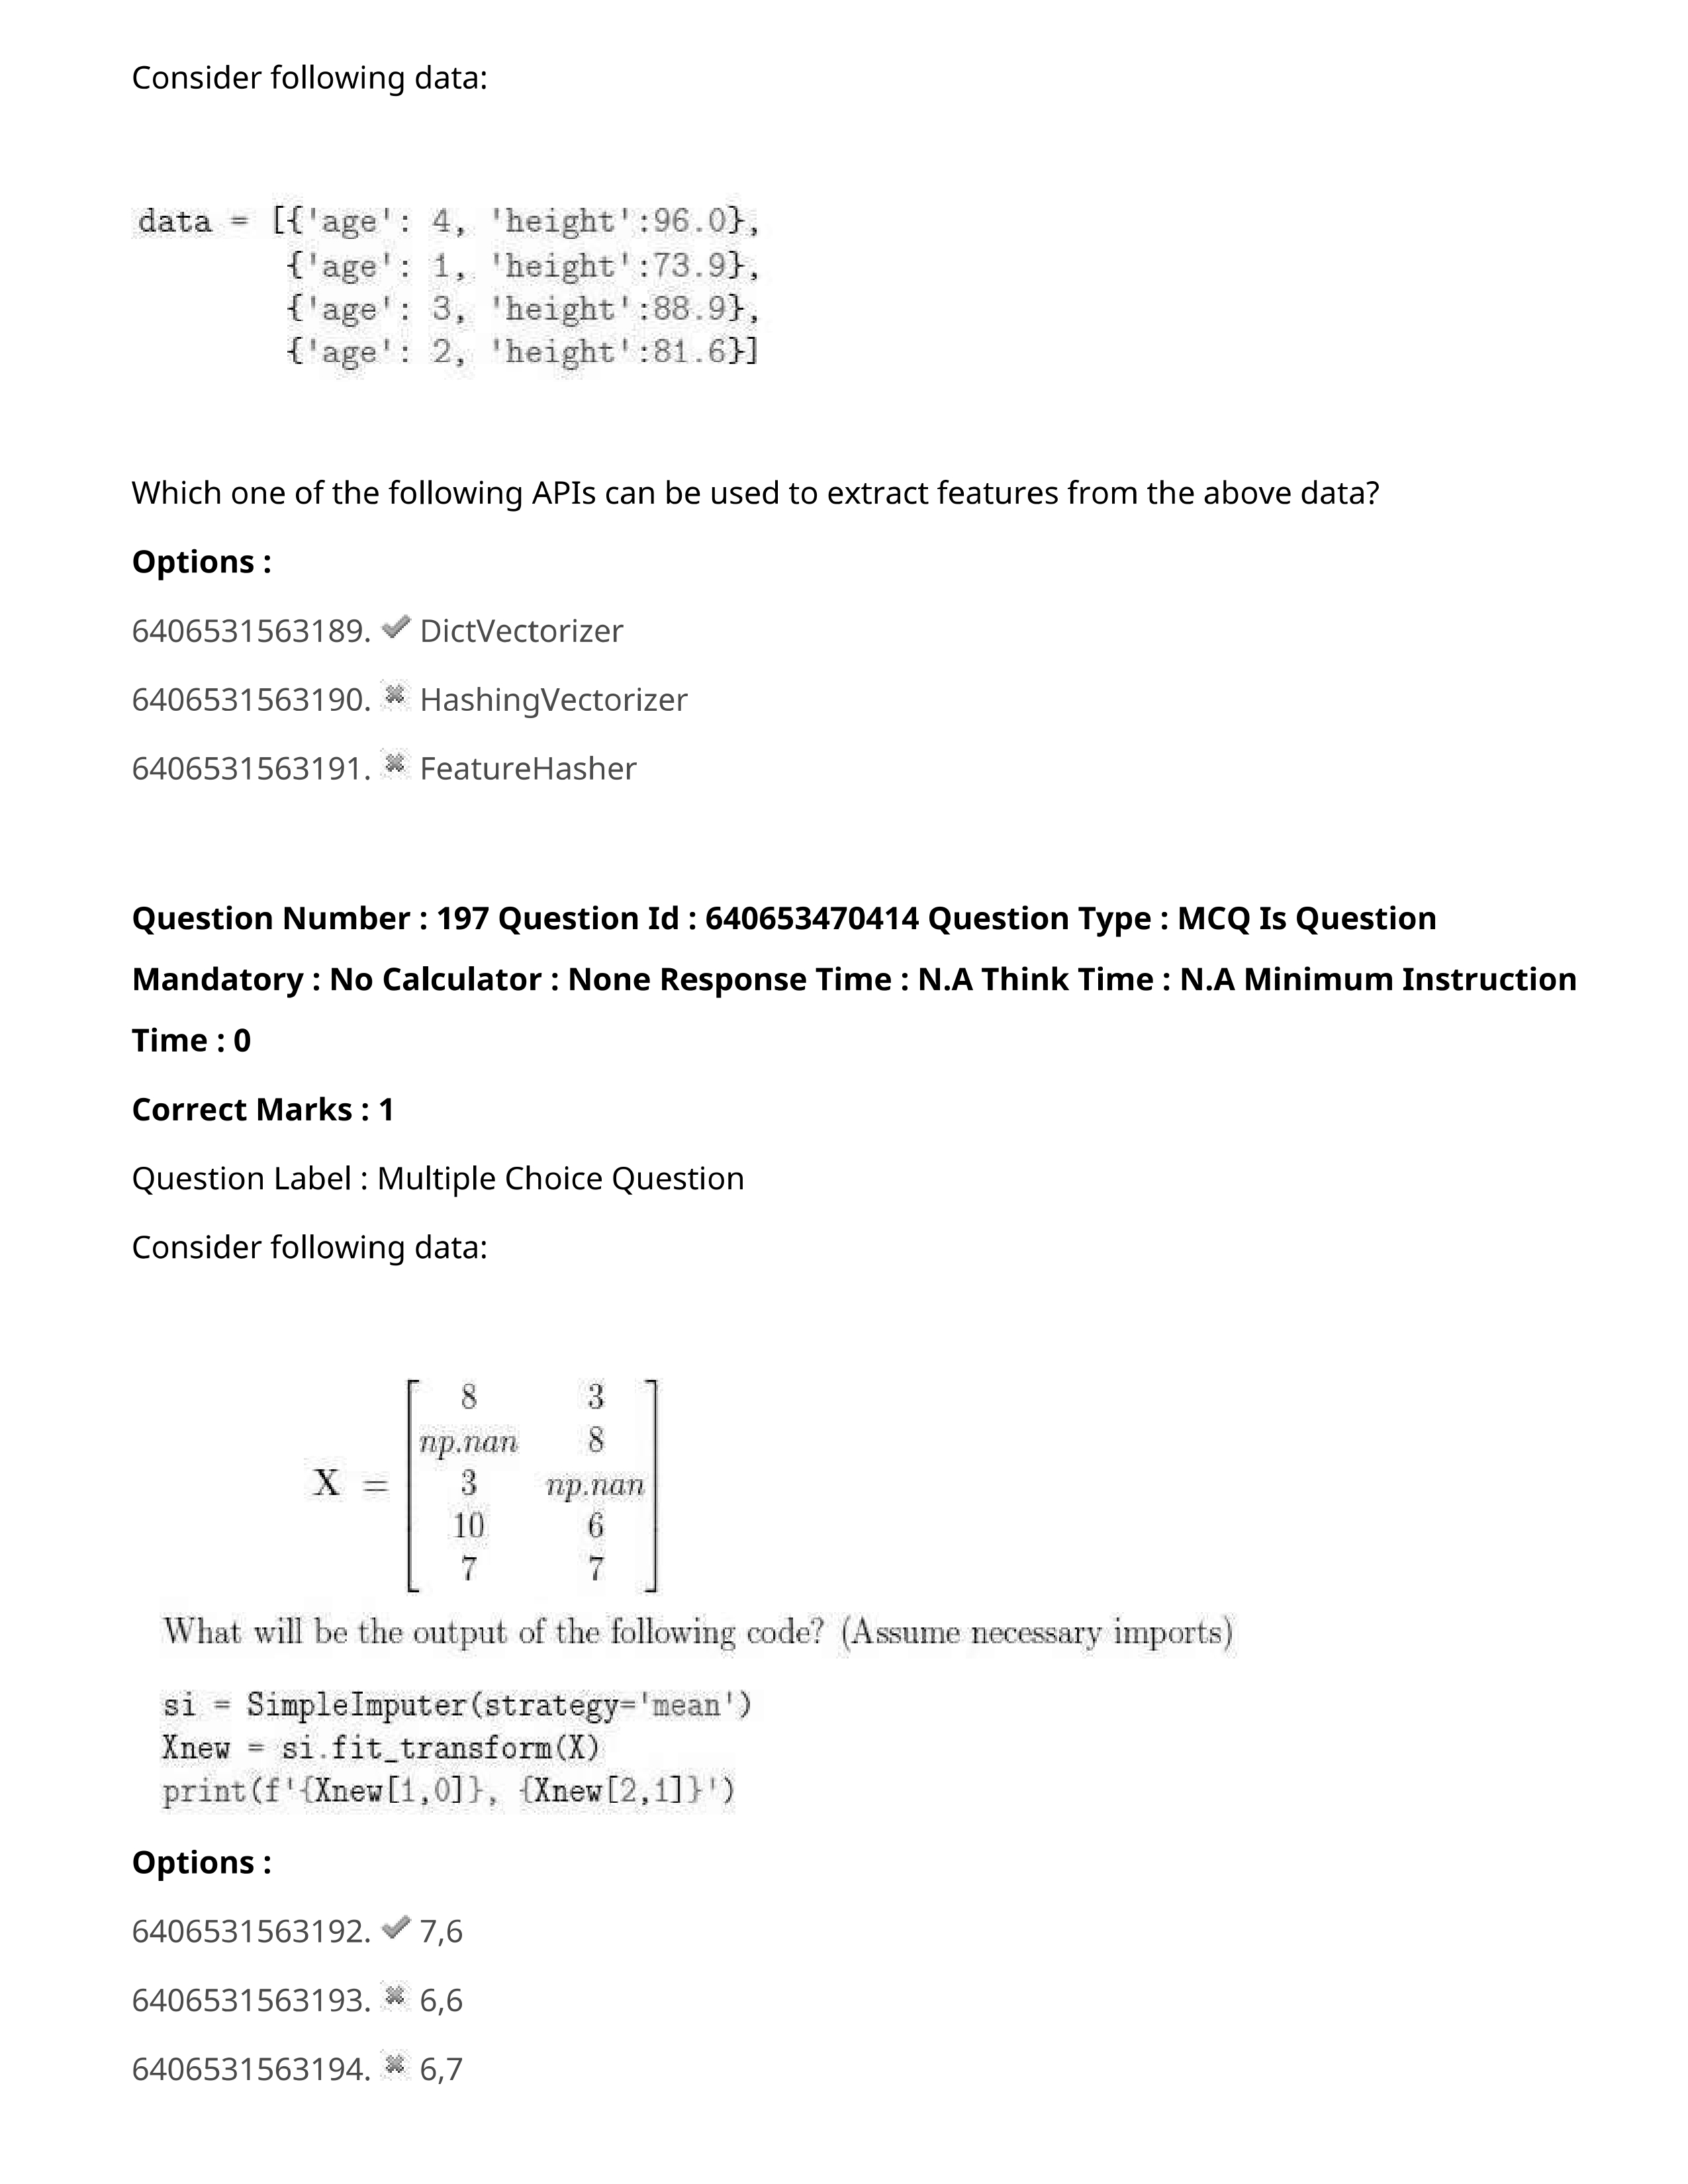 Consider following data:
data = [{'age': 4, 'height':96.0},
{'age': 1, 'height':73.9},
{'age': 3, 'height':88.9},
{'age': 2, 'height':81.6}]
Which one of the following APIs can be used to extract features from the above data?
Options :
6406531563189. ✔ DictVectorizer
6406531563190. ✖ HashingVectorizer
6406531563191. ✖ FeatureHasher
Question Number : 197 Question Id : 640653470414 Question Type : MCQ Is Question
Mandatory : No Calculator : None Response Time : N.A Think Time : N.A Minimum Instruction
Time : 0
Correct Marks : 1
Question Label : Multiple Choice Question
Consider following data:
8 3
np.nan 8
X = 3 np.nan
10 6
7 7
What will be the output of the following code? (Assume necessary imports)
si = SimpleImputer(strategy='mean')
Xnew = si.fit_transform(X)
print(f'{Xnew[1,0]}, {Xnew[2,1]}')
Options :
6406531563192. ✔ 7,6
6406531563193. ✖ 6,6
6406531563194. ✖ 6,7